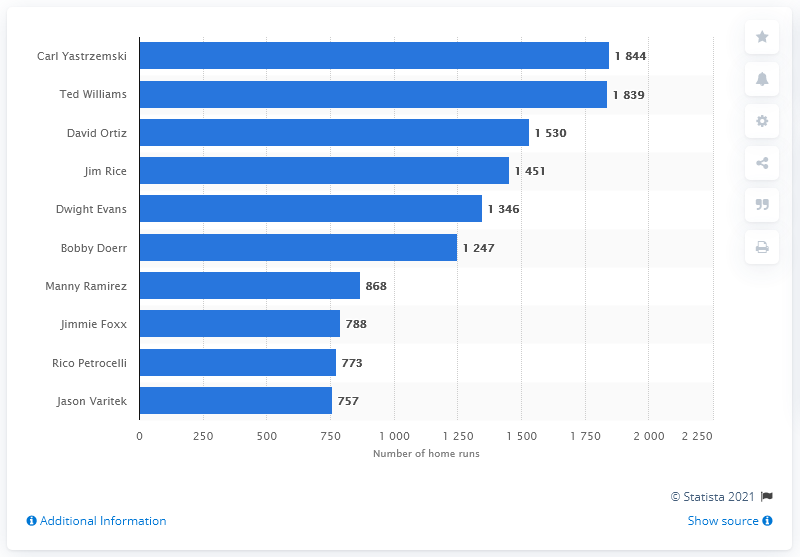 Carl Yastrzemski 1 844
Ted Williams 1 839
David Ortiz 1 530
Jim Rice 1 451
Dwight Evans 1 346
Bobby Doerr 1 247
Manny Ramirez 868
Jimmie Foxx 788
Rico Petrocelli 773
Jason Varitek 757
0 250 500 750 1 000 1 250 1 500 1 750 2 000 2 250
Number of home runs
© Statista 2021
Additional Information Show source